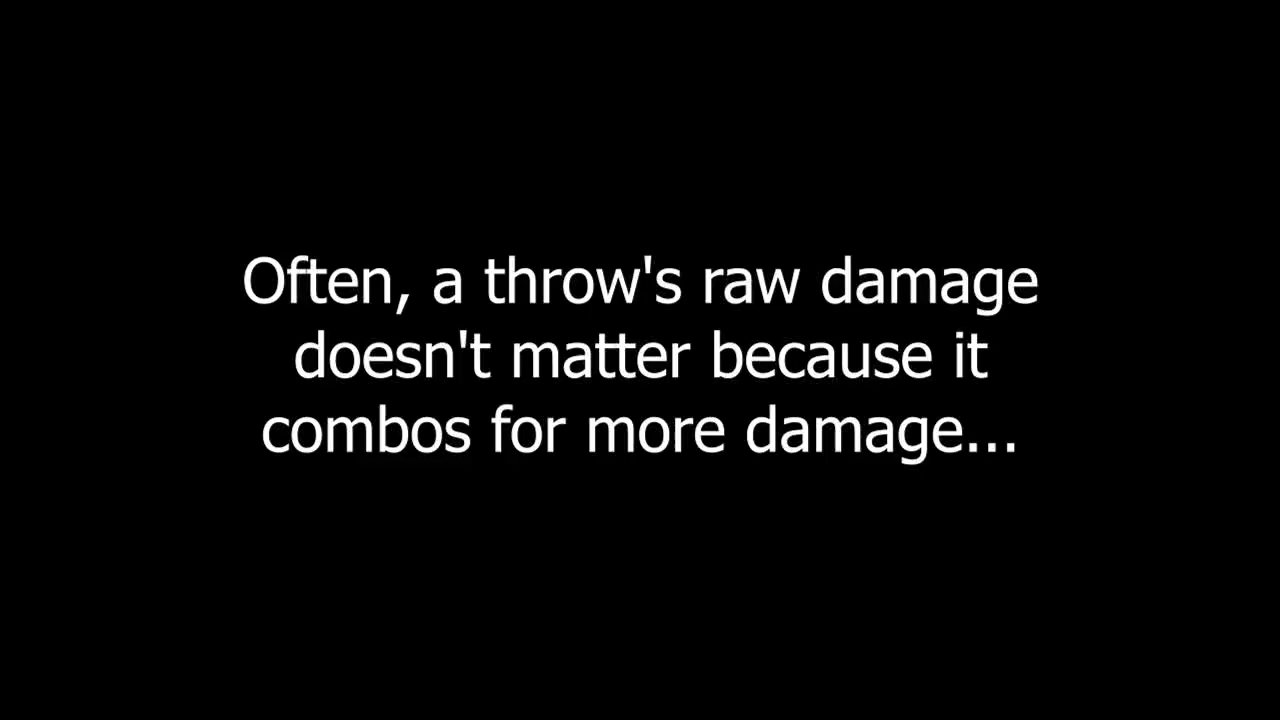 Often, a throw's raw damage
doesn't matter because it
combos for more damage...